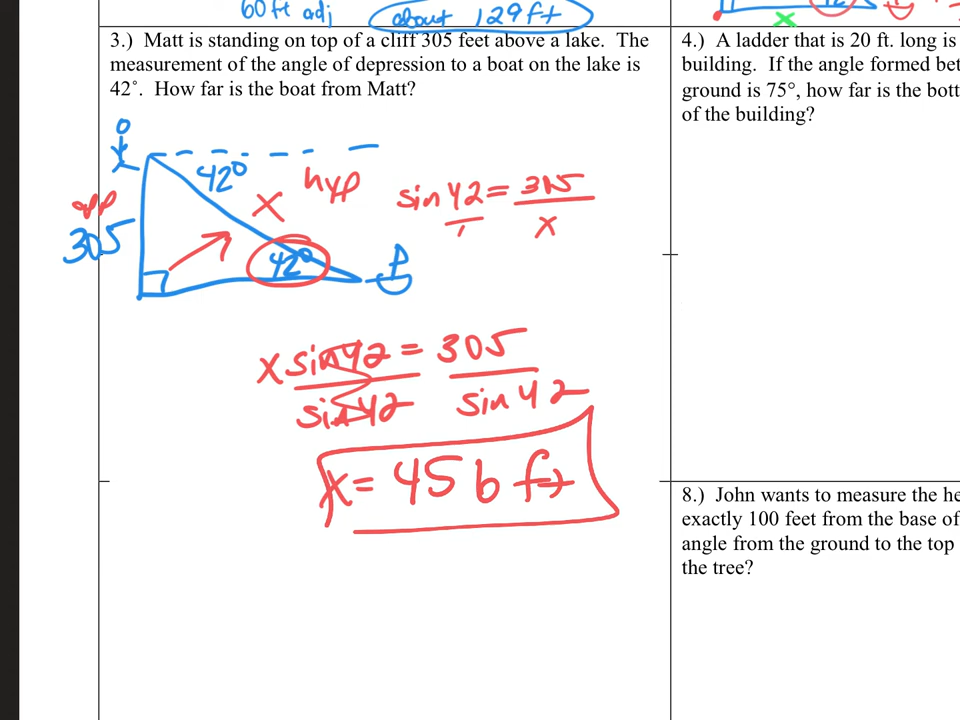 60 ft adj
about 129 ft
x
3.) Matt is standing on top of a cliff 305 feet above a lake. The
measurement of the angle of depression to a boat on the lake is
42˚. How far is the boat from Matt?
42°
hyp
x
opp
305
42°
sin 42 = 305
1 x
x sin 42 = 305
sin 42 sin 42
x = 456 ft
4.) A ladder that is 20 ft. long is
building. If the angle formed bet
ground is 75°, how far is the bott
of the building?
8.) John wants to measure the he
exactly 100 feet from the base of
angle from the ground to the top
the tree?